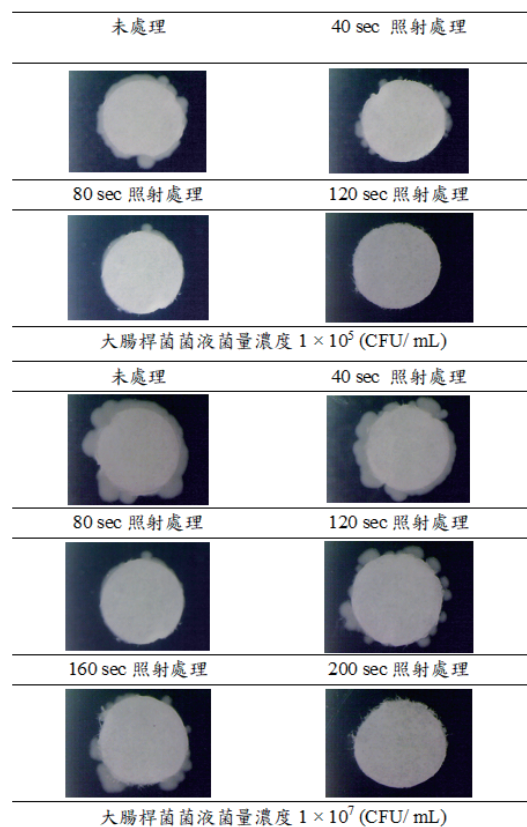 未處理 40 sec 照射處理
80 sec 照射處理 120 sec 照射處理
大腸桿菌菌液菌量濃度 1 × 10⁵ (CFU/ mL)
未處理 40 sec 照射處理
80 sec 照射處理 120 sec 照射處理
160 sec 照射處理 200 sec 照射處理
大腸桿菌菌液菌量濃度 1 × 10⁷ (CFU/ mL)